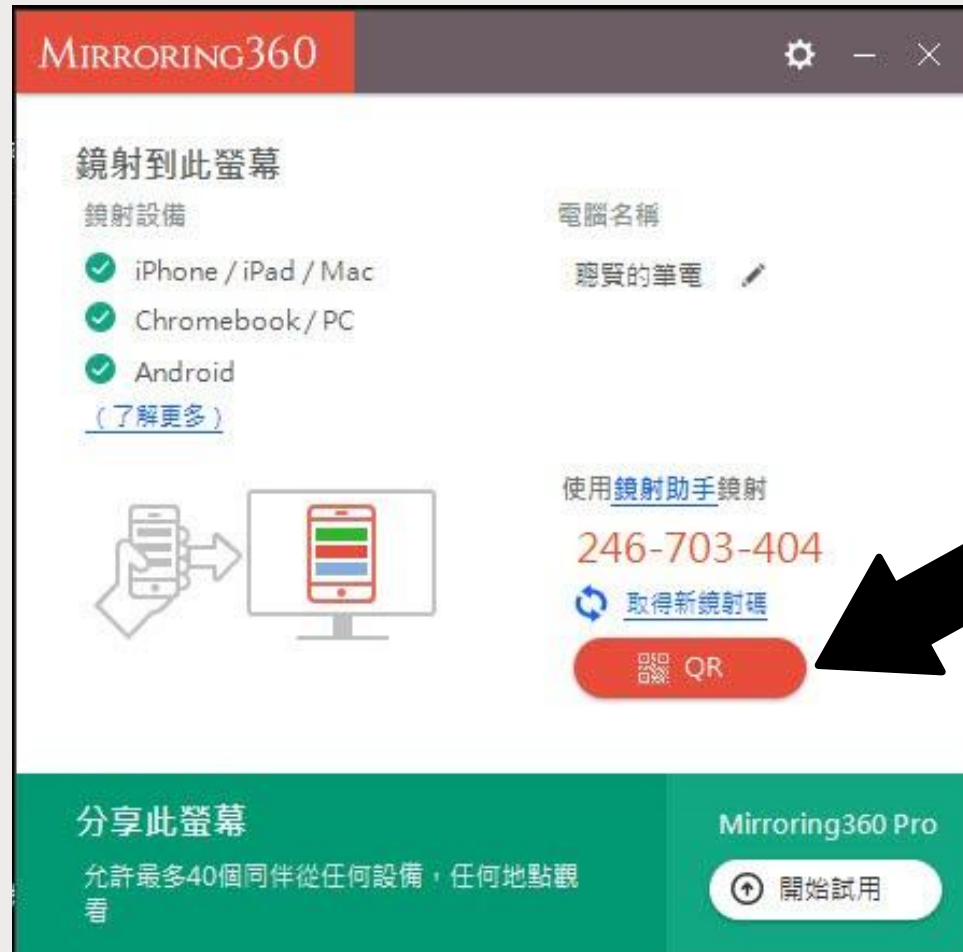 MIRRORING360
鏡射到此螢幕
鏡射設備
iPhone / iPad / Mac
Chromebook / PC
Android
(了解更多)
電腦名稱
聰賢的筆電
使用鏡射助手鏡射
246-703-404
取得新鏡射碼
QR
分享此螢幕
允許最多40個同伴從任何設備，任何地點觀
看
Mirroring360 Pro
開始試用